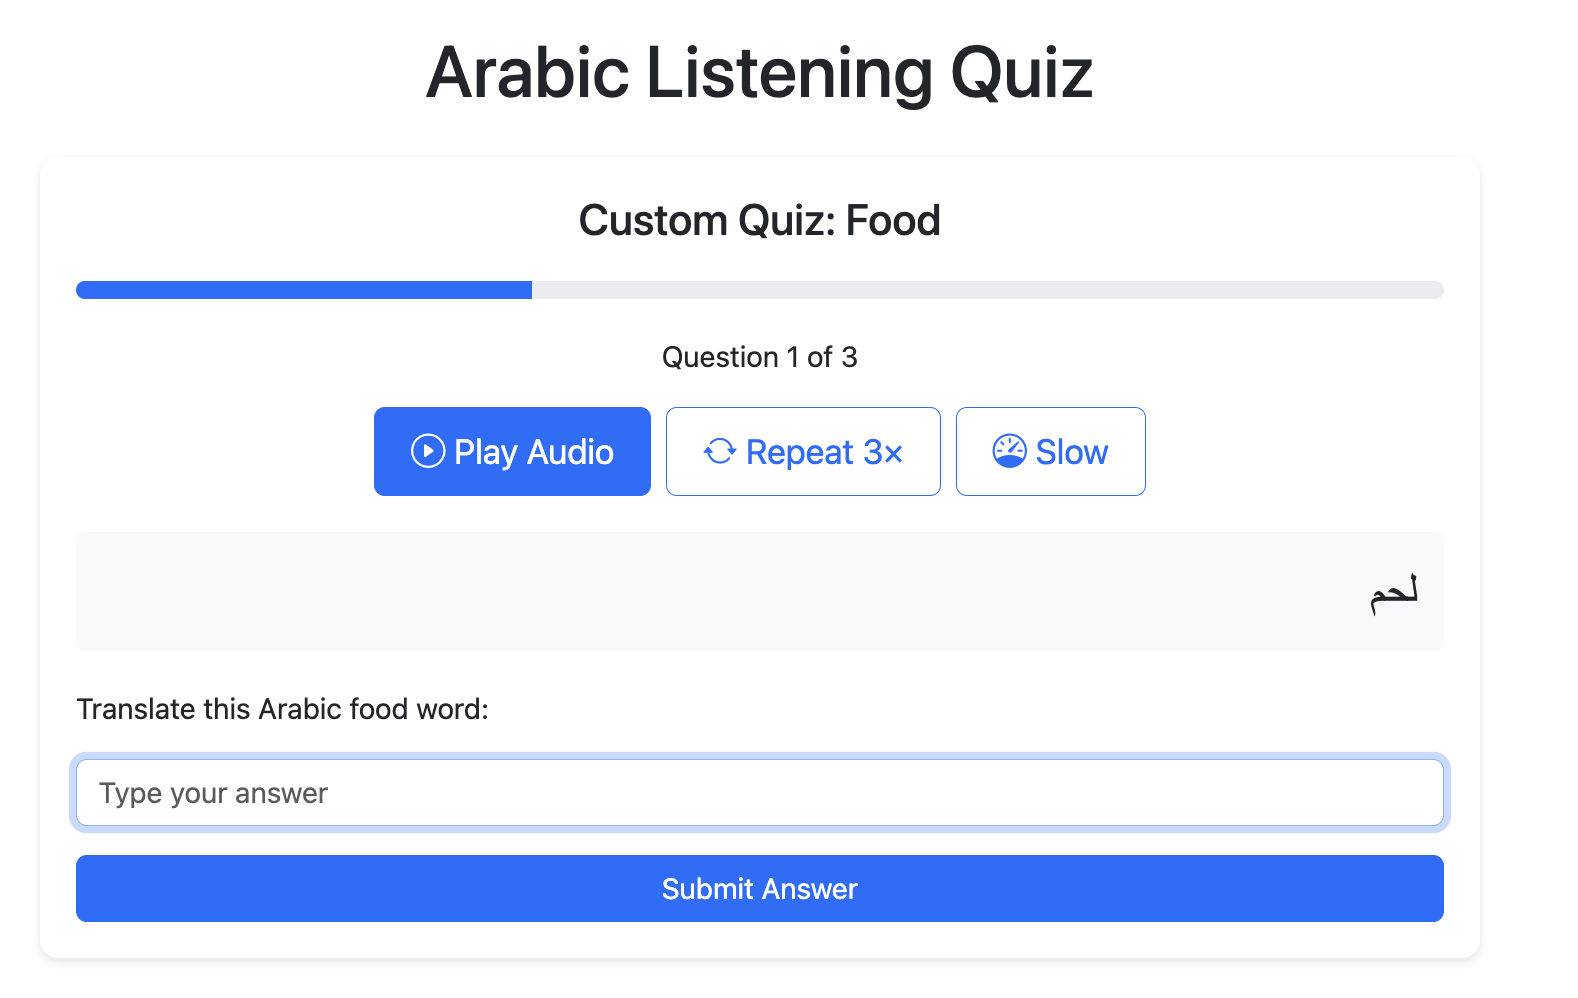 Arabic Listening Quiz
Custom Quiz: Food
Question 1 of 3
Play Audio
Repeat 3×
Slow
لحم
Translate this Arabic food word:
Type your answer
Submit Answer